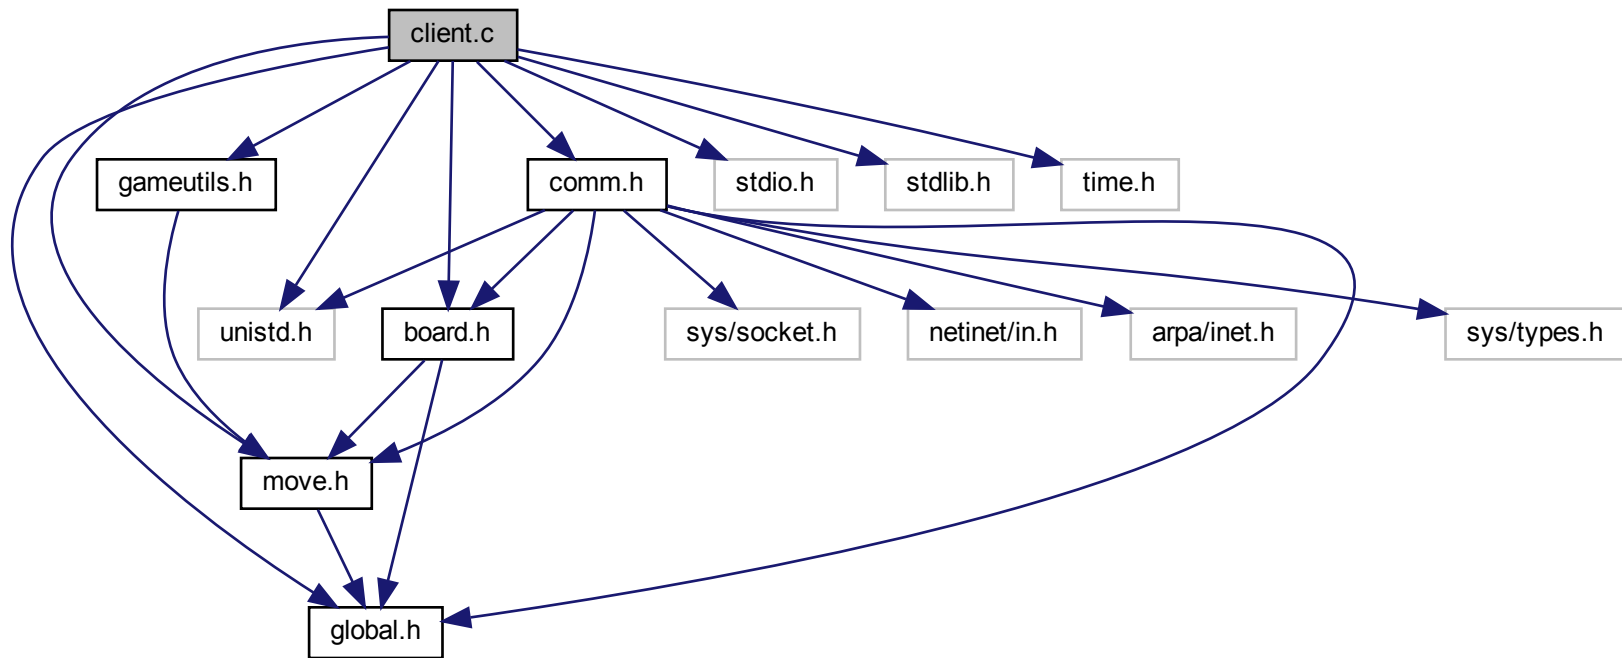 client.c
gameutils.h
comm.h
stdio.h
stdlib.h
time.h
unistd.h
board.h
sys/socket.h
netinet/in.h
arpa/inet.h
sys/types.h
move.h
global.h